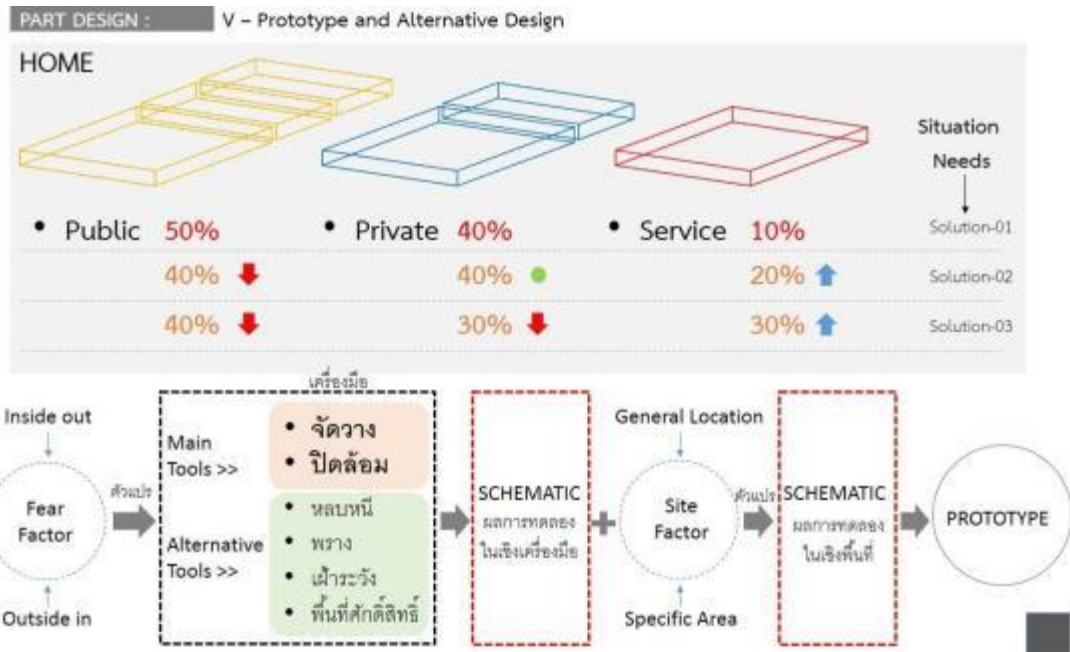 PART DESIGN :
V – Prototype and Alternative Design
HOME
Situation
Needs
• Public 50%
• Private 40%
• Service 10%
Solution-01
40%
40%
20%
Solution-02
40%
30%
30%
Solution-03
เครื่องมือ
Inside out
Fear
Factor
Outside in
ตัวแปร
Main
Tools >>
• จัดวาง
• ปิดล้อม
Alternative
Tools >>
• หลบหนี
• พราง
• เฝ้าระวัง
• พื้นที่ศักดิ์สิทธิ์
SCHEMATIC
ผลการทดลอง
ในเชิงเครื่องมือ
General Location
Site
Factor
Specific Area
ตัวแปร
SCHEMATIC
ผลการทดลอง
ในเชิงพื้นที่
PROTOTYPE